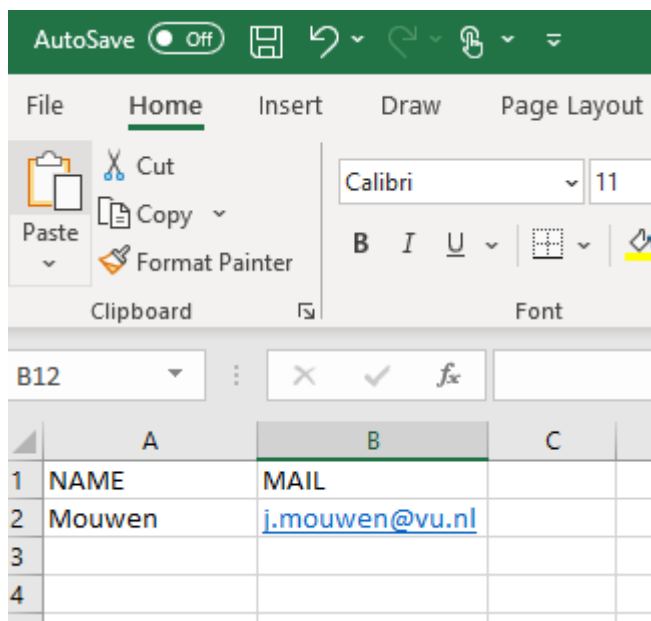 AutoSave Off
File Home Insert Draw Page Layout
Cut
Calibri 11
Copy
Paste
B I U
Format Painter
Clipboard Font
B12 fx
A B C
1 NAME MAIL
2 Mouwen j.mouwen@vu.nl
3
4